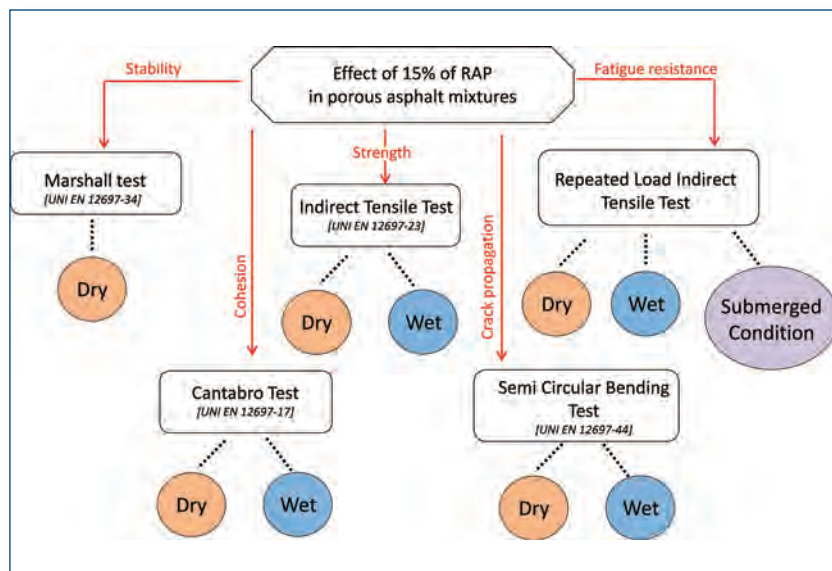 Effect of 15% of RAP
in porous asphalt mixtures
Stability
Fatigue resistance
Strength
Cohesion
Crack propagation
Marshall test
[UNI EN 12697-34]
Dry
Indirect Tensile Test
[UNI EN 12697-23]
Dry
Wet
Repeated Load Indirect
Tensile Test
Dry
Wet
Submerged
Condition
Cantabro Test
[UNI EN 12697-17]
Dry
Wet
Semi Circular Bending
Test
[UNI EN 12697-44]
Dry
Wet